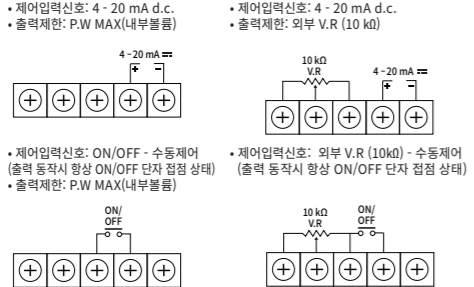 • 제어입력신호: 4 - 20 mA d.c.
• 출력제한: P.W MAX(내부볼륨)
4 - 20 mA ⎓
+ −
• 제어입력신호: 4 - 20 mA d.c.
• 출력제한: 외부 V.R (10 kΩ)
10 kΩ
V.R
4 - 20 mA ⎓
+ −
• 제어입력신호: ON/OFF - 수동제어
(출력 동작시 항상 ON/OFF 단자 접점 상태)
• 출력제한: P.W MAX(내부볼륨)
ON/
OFF
• 제어입력신호: 외부 V.R (10kΩ) - 수동제어
(출력 동작시 항상 ON/OFF 단자 접점 상태)
10 kΩ
V.R
ON/
OFF